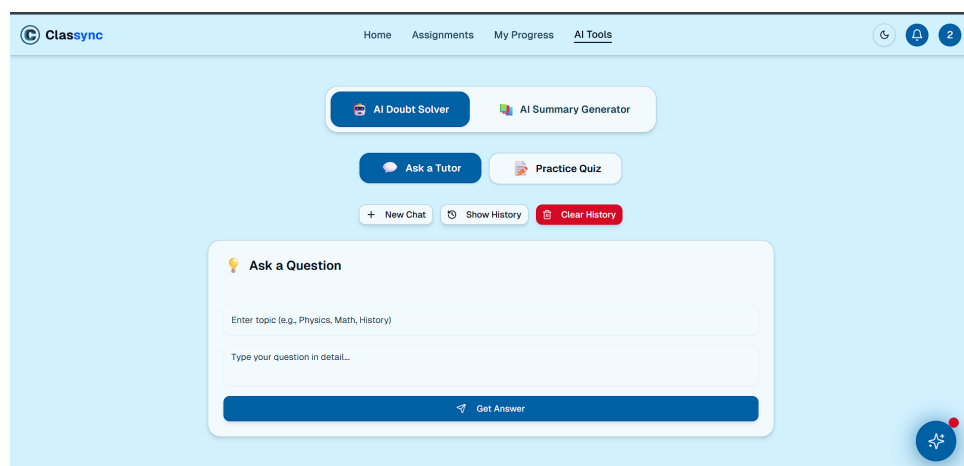 Classync
Home Assignments My Progress AI Tools
2
AI Doubt Solver AI Summary Generator
Ask a Tutor Practice Quiz
+ New Chat Show History Clear History
Ask a Question
Enter topic (e.g., Physics, Math, History)
Type your question in detail...
Get Answer